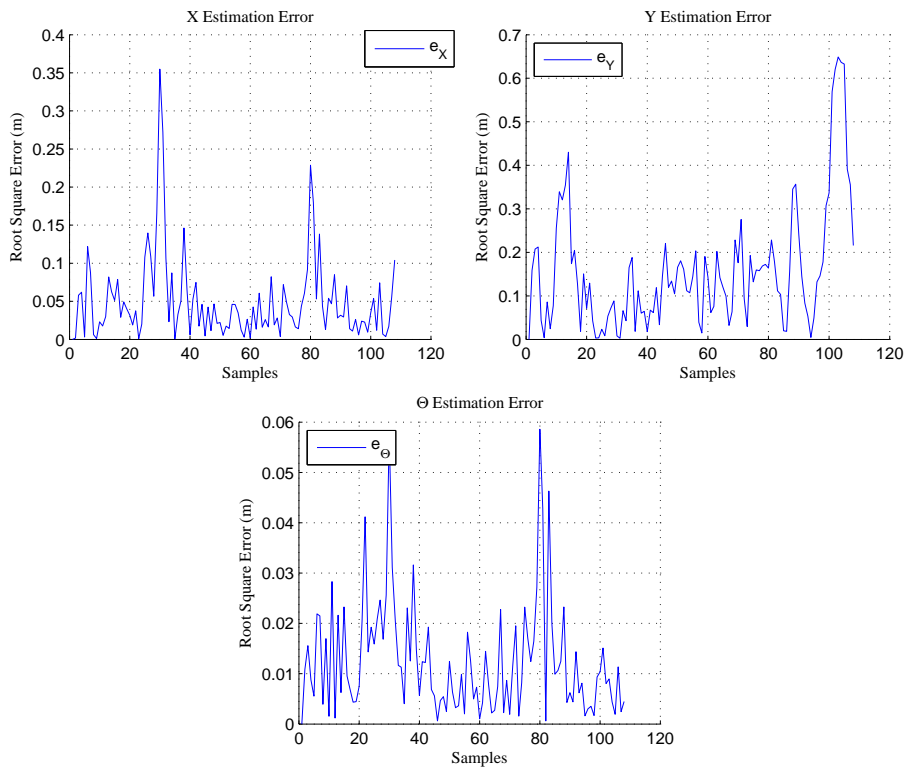 X Estimation Error
e_X
0.4
0.35
0.3
0.25
0.2
0.15
0.1
0.05
0
Root Square Error (m)
0 20 40 60 80 100 120
Samples
Y Estimation Error
e_Y
0.7
0.6
0.5
0.4
0.3
0.2
0.1
0
Root Square Error (m)
0 20 40 60 80 100 120
Samples
Θ Estimation Error
e_Θ
0.06
0.05
0.04
0.03
0.02
0.01
0
Root Square Error (m)
0 20 40 60 80 100 120
Samples